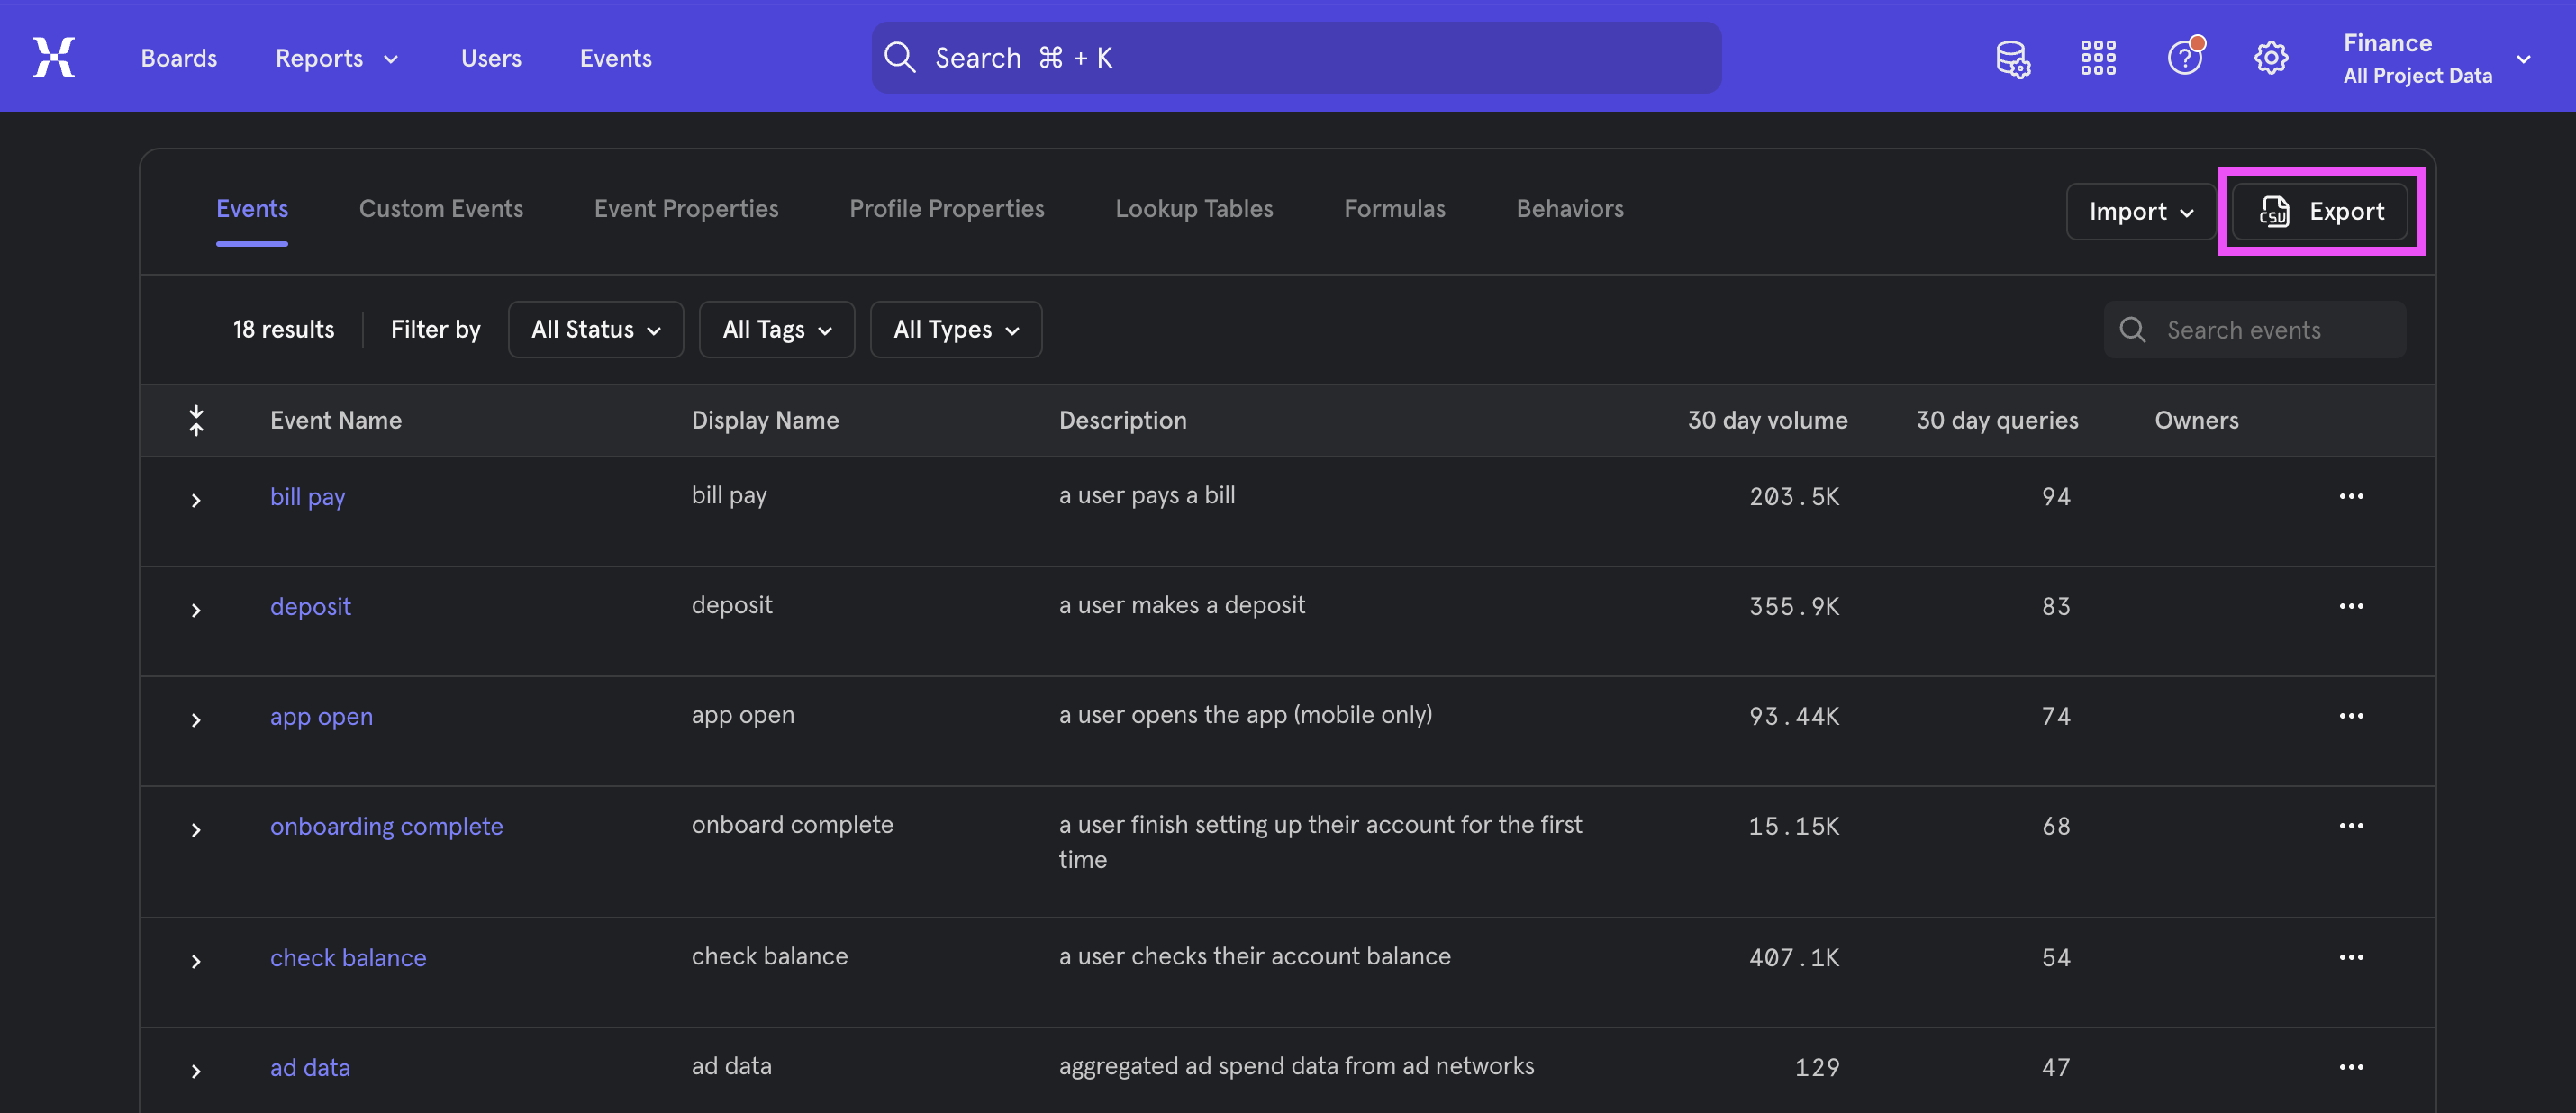 Boards Reports Users Events Search ⌘ + K Finance
All Project Data
Events Custom Events Event Properties Profile Properties Lookup Tables Formulas Behaviors Import CSV Export
18 results Filter by All Status All Tags All Types Search events
Event Name Display Name Description 30 day volume 30 day queries Owners
bill pay bill pay a user pays a bill 203.5K 94
deposit deposit a user makes a deposit 355.9K 83
app open app open a user opens the app (mobile only) 93.44K 74
onboarding complete onboard complete a user finish setting up their account for the first 15.15K 68
time
check balance check balance a user checks their account balance 407.1K 54
ad data ad data aggregated ad spend data from ad networks 129 47